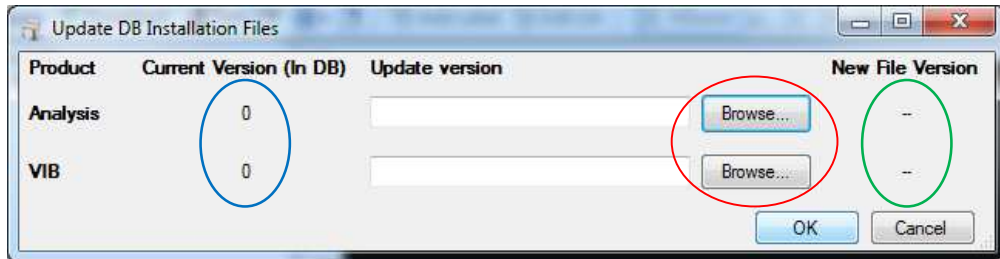 Update DB Installation Files
Product Current Version (In DB) Update version New File Version
Analysis 0 Browse... --
VIB 0 Browse... --
OK Cancel